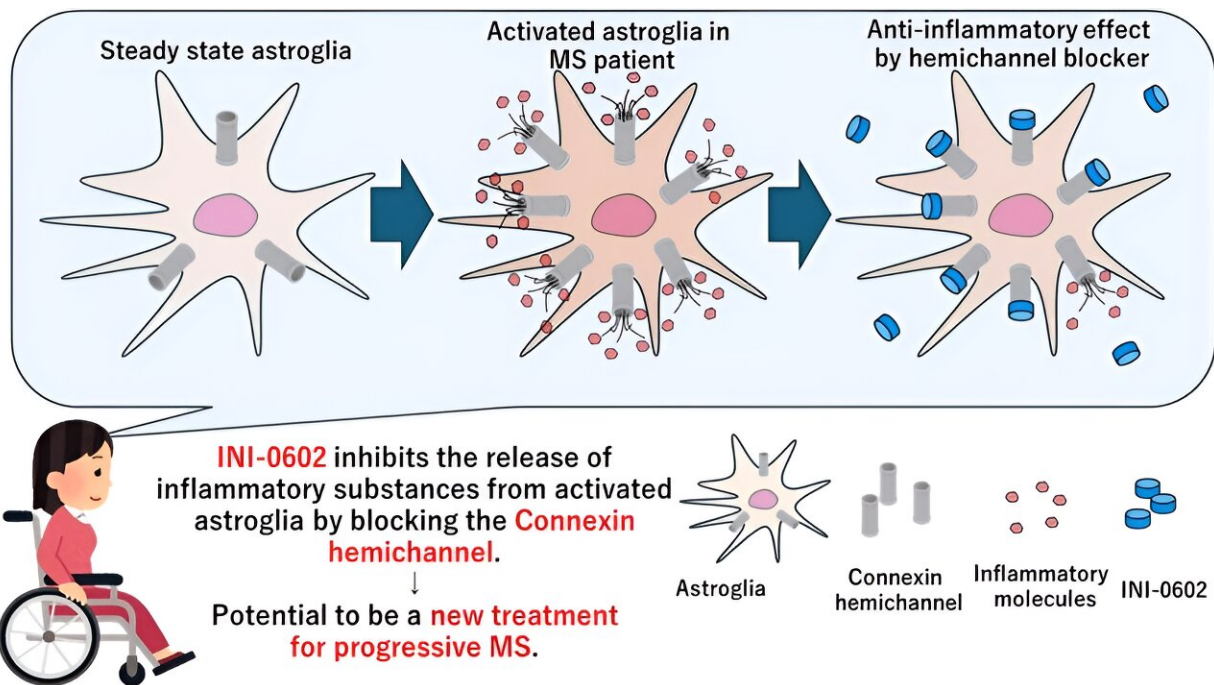 Steady state astroglia
Activated astroglia in
MS patient
Anti-inflammatory effect
by hemichannel blocker
INI-0602 inhibits the release of
inflammatory substances from activated
astroglia by blocking the Connexin
hemichannel.
↓
Potential to be a new treatment
for progressive MS.
Astroglia
Connexin
hemichannel
Inflammatory
molecules
INI-0602